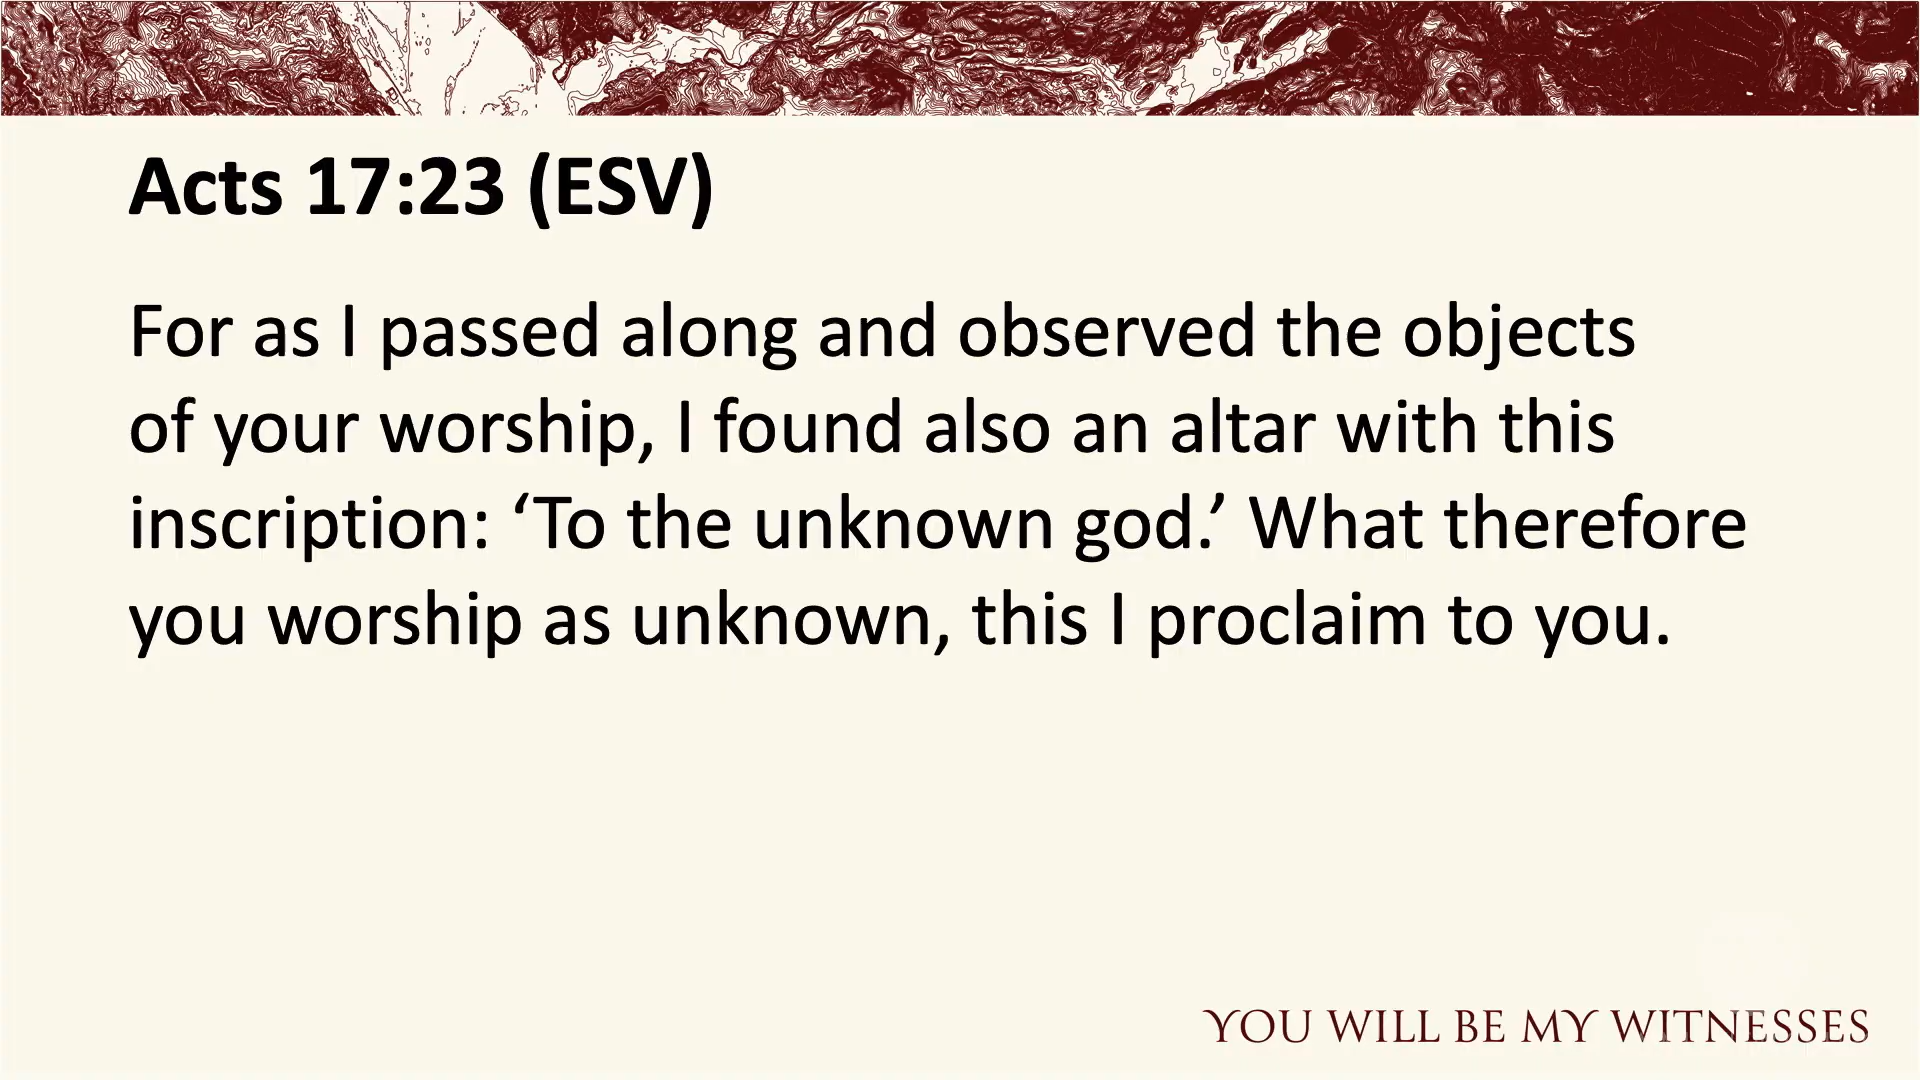 Acts 17:23 (ESV)
For as I passed along and observed the objects
of your worship, I found also an altar with this
inscription: ‘To the unknown god.’ What therefore
you worship as unknown, this I proclaim to you.
YOU WILL BE MY WITNESSES